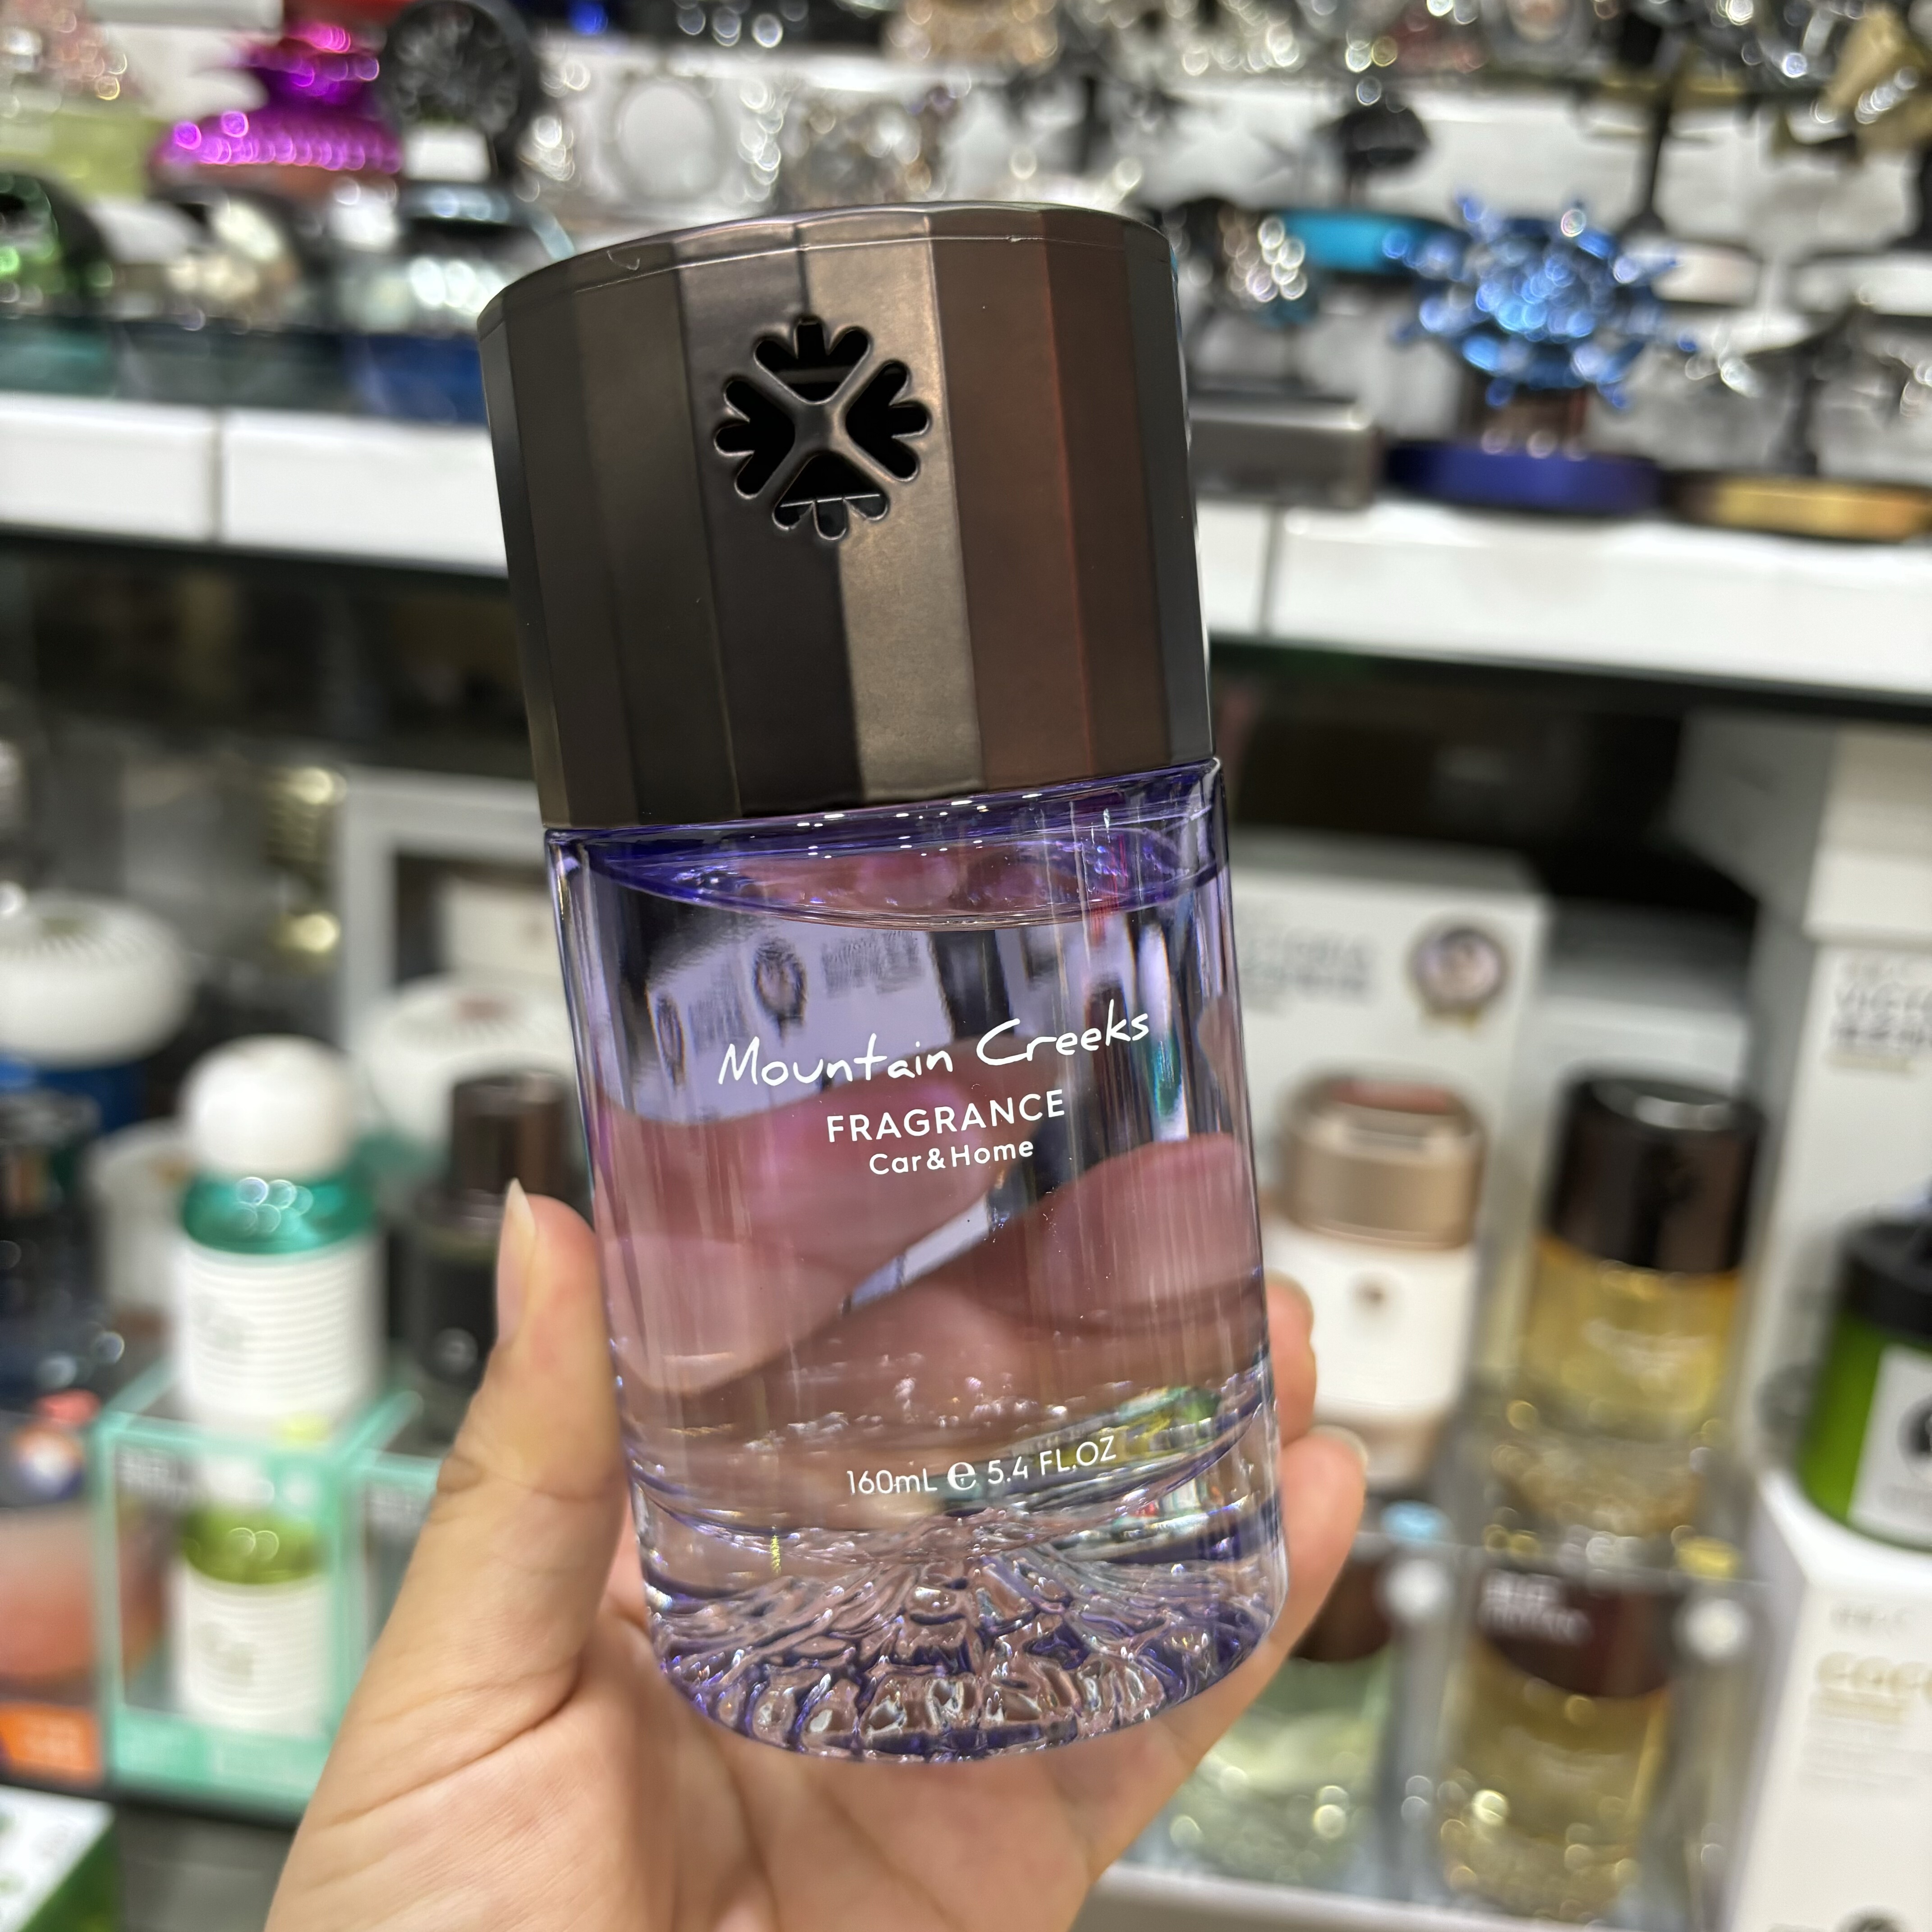 Mountain Creeks
FRAGRANCE
Car&Home
160mL ℮ 5.4 FL.OZ